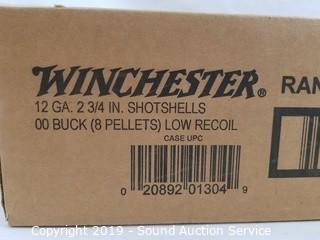 WINCHESTER®
RAN
12 GA. 2 3/4 IN. SHOTSHELLS
00 BUCK (8 PELLETS) LOW RECOIL
CASE UPC
0 20892 01304 9
Copyright 2019 - Sound Auction Service